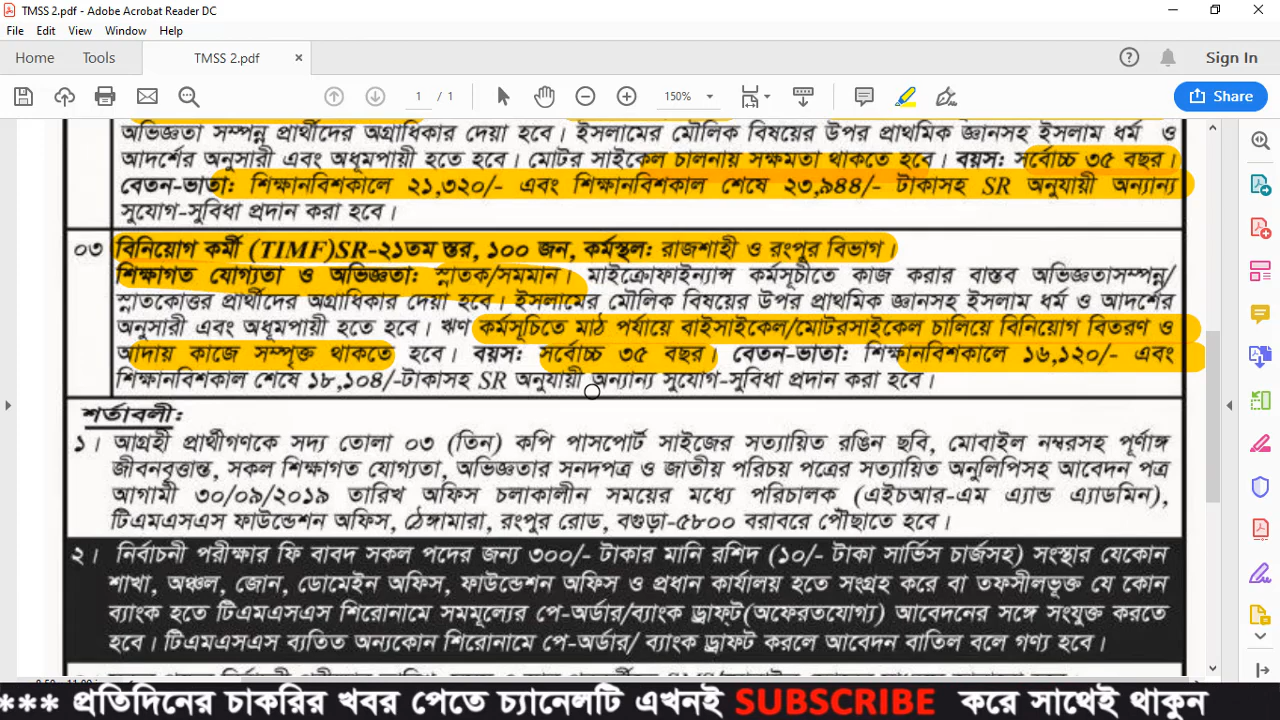 TMSS 2.pdf - Adobe Acrobat Reader DC
File Edit View Window Help
Home Tools TMSS 2.pdf × Sign In
1 / 1 150% Share
অভিজ্ঞতা সম্পন্ন প্রার্থীদের অগ্রাধিকার দেয়া হবে। ইসলামের মৌলিক বিষয়ের উপর প্রাথমিক জ্ঞানসহ ইসলাম ধর্ম ও
আদর্শের অনুসারী এবং অধূমপায়ী হতে হবে। মোটর সাইকেল চালনায় সক্ষমতা থাকতে হবে। বয়স: সর্বোচ্চ ৩৫ বছর।
বেতন-ভাতা: শিক্ষানবিশকালে ২১,৩২০/- এবং শিক্ষানবিশকাল শেষে ২৩,৯৪৪/- টাকাসহ SR অনুযায়ী অন্যান্য
সুযোগ-সুবিধা প্রদান করা হবে।
০৩ বিনিয়োগ কর্মী (TIMF)SR-২১তম স্তর, ১০০ জন, কর্মস্থল: রাজশাহী ও রংপুর বিভাগ।
শিক্ষাগত যোগ্যতা ও অভিজ্ঞতা: স্নাতক/সমমান। মাইক্রোফাইন্যান্স কর্মসূচীতে কাজ করার বাস্তব অভিজ্ঞতাসম্পন্ন/
স্নাতকোত্তর প্রার্থীদের অগ্রাধিকার দেয়া হবে। ইসলামের মৌলিক বিষয়ের উপর প্রাথমিক জ্ঞানসহ ইসলাম ধর্ম ও আদর্শের
অনুসারী এবং অধূমপায়ী হতে হবে। ঋণ কর্মসূচিতে মাঠ পর্যায়ে বাইসাইকেল/মোটরসাইকেল চালিয়ে বিনিয়োগ বিতরণ ও
আদায় কাজে সম্পৃক্ত থাকতে হবে। বয়স: সর্বোচ্চ ৩৫ বছর। বেতন-ভাতা: শিক্ষানবিশকালে ১৬,১২০/- এবং
শিক্ষানবিশকাল শেষে ১৮,১০৪/-টাকাসহ SR অনুযায়ী অন্যান্য সুযোগ-সুবিধা প্রদান করা হবে।
শর্তাবলী:
১। আগ্রহী প্রার্থীগণকে সদ্য তোলা ০৩ (তিন) কপি পাসপোর্ট সাইজের সত্যায়িত রঙিন ছবি, মোবাইল নম্বরসহ পূর্ণাঙ্গ
জীবনবৃত্তান্ত, সকল শিক্ষাগত যোগ্যতা, অভিজ্ঞতার সনদপত্র ও জাতীয় পরিচয় পত্রের সত্যায়িত অনুলিপিসহ আবেদন পত্র
আগামী ৩০/০৯/২০১৯ তারিখ অফিস চলাকালীন সময়ের মধ্যে পরিচালক (এইচআর-এম এ্যান্ড এ্যাডমিন),
টিএমএসএস ফাউন্ডেশন অফিস, ঠেঙ্গামারা, রংপুর রোড, বগুড়া-৫৮০০ বরাবরে পৌঁছাতে হবে।
২। নির্বাচনী পরীক্ষার ফি বাবদ সকল পদের জন্য ৩০০/- টাকার মানি রশিদ (১০/- টাকা সার্ভিস চার্জসহ) সংস্থার যেকোন
শাখা, অঞ্চল, জোন, ডোমেইন অফিস, ফাউন্ডেশন অফিস ও প্রধান কার্যালয় হতে সংগ্রহ করে বা তফসীলভূক্ত যে কোন
ব্যাংক হতে টিএমএসএস শিরোনামে সমমূল্যের পে-অর্ডার/ব্যাংক ড্রাফ্ট(অফেরতযোগ্য) আবেদনের সঙ্গে সংযুক্ত করতে
হবে। টিএমএসএস ব্যতিত অন্যকোন শিরোনামে পে-অর্ডার/ ব্যাংক ড্রাফট করলে আবেদন বাতিল বলে গণ্য হবে।
*** প্রতিদিনের চাকরির খবর পেতে চ্যানেলটি এখনই SUBSCRIBE করে সাথেই থাকুন